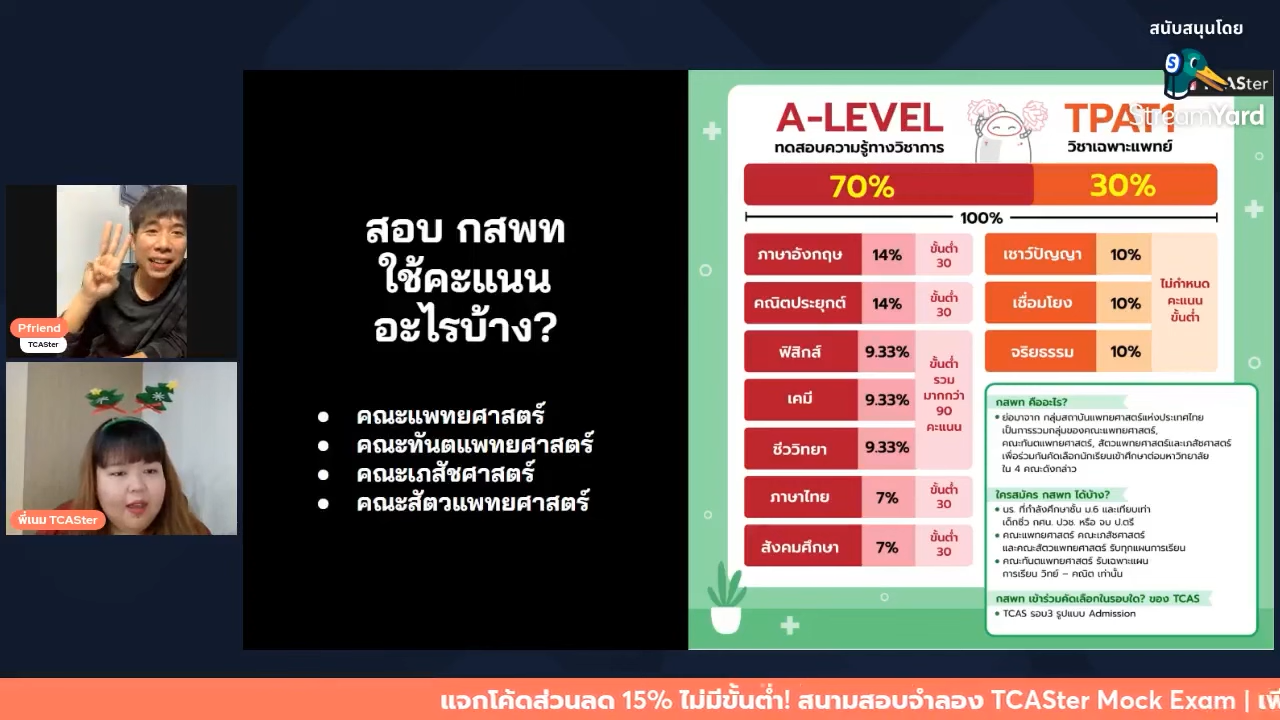 สนับสนุนโดย
StreamYard
Pfriend
TCASter
พี่เนม TCASter
สอบ กสพท
ใช้คะแนน
อะไรบ้าง?
● คณะแพทยศาสตร์
● คณะทันตแพทยศาสตร์
● คณะเภสัชศาสตร์
● คณะสัตวแพทยศาสตร์
A-LEVEL
ทดสอบความรู้ทางวิชาการ
TPAT1
วิชาเฉพาะแพทย์
70%
30%
100%
ภาษาอังกฤษ 14% ขั้นต่ำ 30
คณิตประยุกต์ 14% ขั้นต่ำ 30
ฟิสิกส์ 9.33%
เคมี 9.33%
ชีววิทยา 9.33%
ขั้นต่ำ
รวม
มากกว่า
90
คะแนน
ภาษาไทย 7% ขั้นต่ำ 30
สังคมศึกษา 7% ขั้นต่ำ 30
เชาว์ปัญญา 10%
เชื่อมโยง 10%
จริยธรรม 10%
ไม่กำหนด
คะแนน
ขั้นต่ำ
กสพท คืออะไร?
• ย่อมาจาก กลุ่มสถาบันแพทยศาสตร์แห่งประเทศไทย
เป็นการรวมกลุ่มของคณะแพทยศาสตร์,
คณะทันตแพทยศาสตร์, สัตวแพทยศาสตร์และเภสัชศาสตร์
เพื่อร่วมกันคัดเลือกนักเรียนเข้าศึกษาต่อมหาวิทยาลัย
ใน 4 คณะดังกล่าว
ใครสมัคร กสพท ได้บ้าง?
• นร. ที่กำลังศึกษาชั้น ม.6 และเทียบเท่า
เด็กซิ่ว กศน. ปวช. หรือ จบ ป.ตรี
• คณะแพทยศาสตร์ คณะเภสัชศาสตร์
และคณะสัตวแพทยศาสตร์ รับทุกแผนการเรียน
• คณะทันตแพทยศาสตร์ รับเฉพาะแผน
การเรียน วิทย์ – คณิต เท่านั้น
กสพท เข้าร่วมคัดเลือกในรอบใด? ของ TCAS
• TCAS รอบ3 รูปแบบ Admission
แจกโค้ดส่วนลด 15% ไม่มีขั้นต่ำ! สนามสอบจำลอง TCASter Mock Exam |